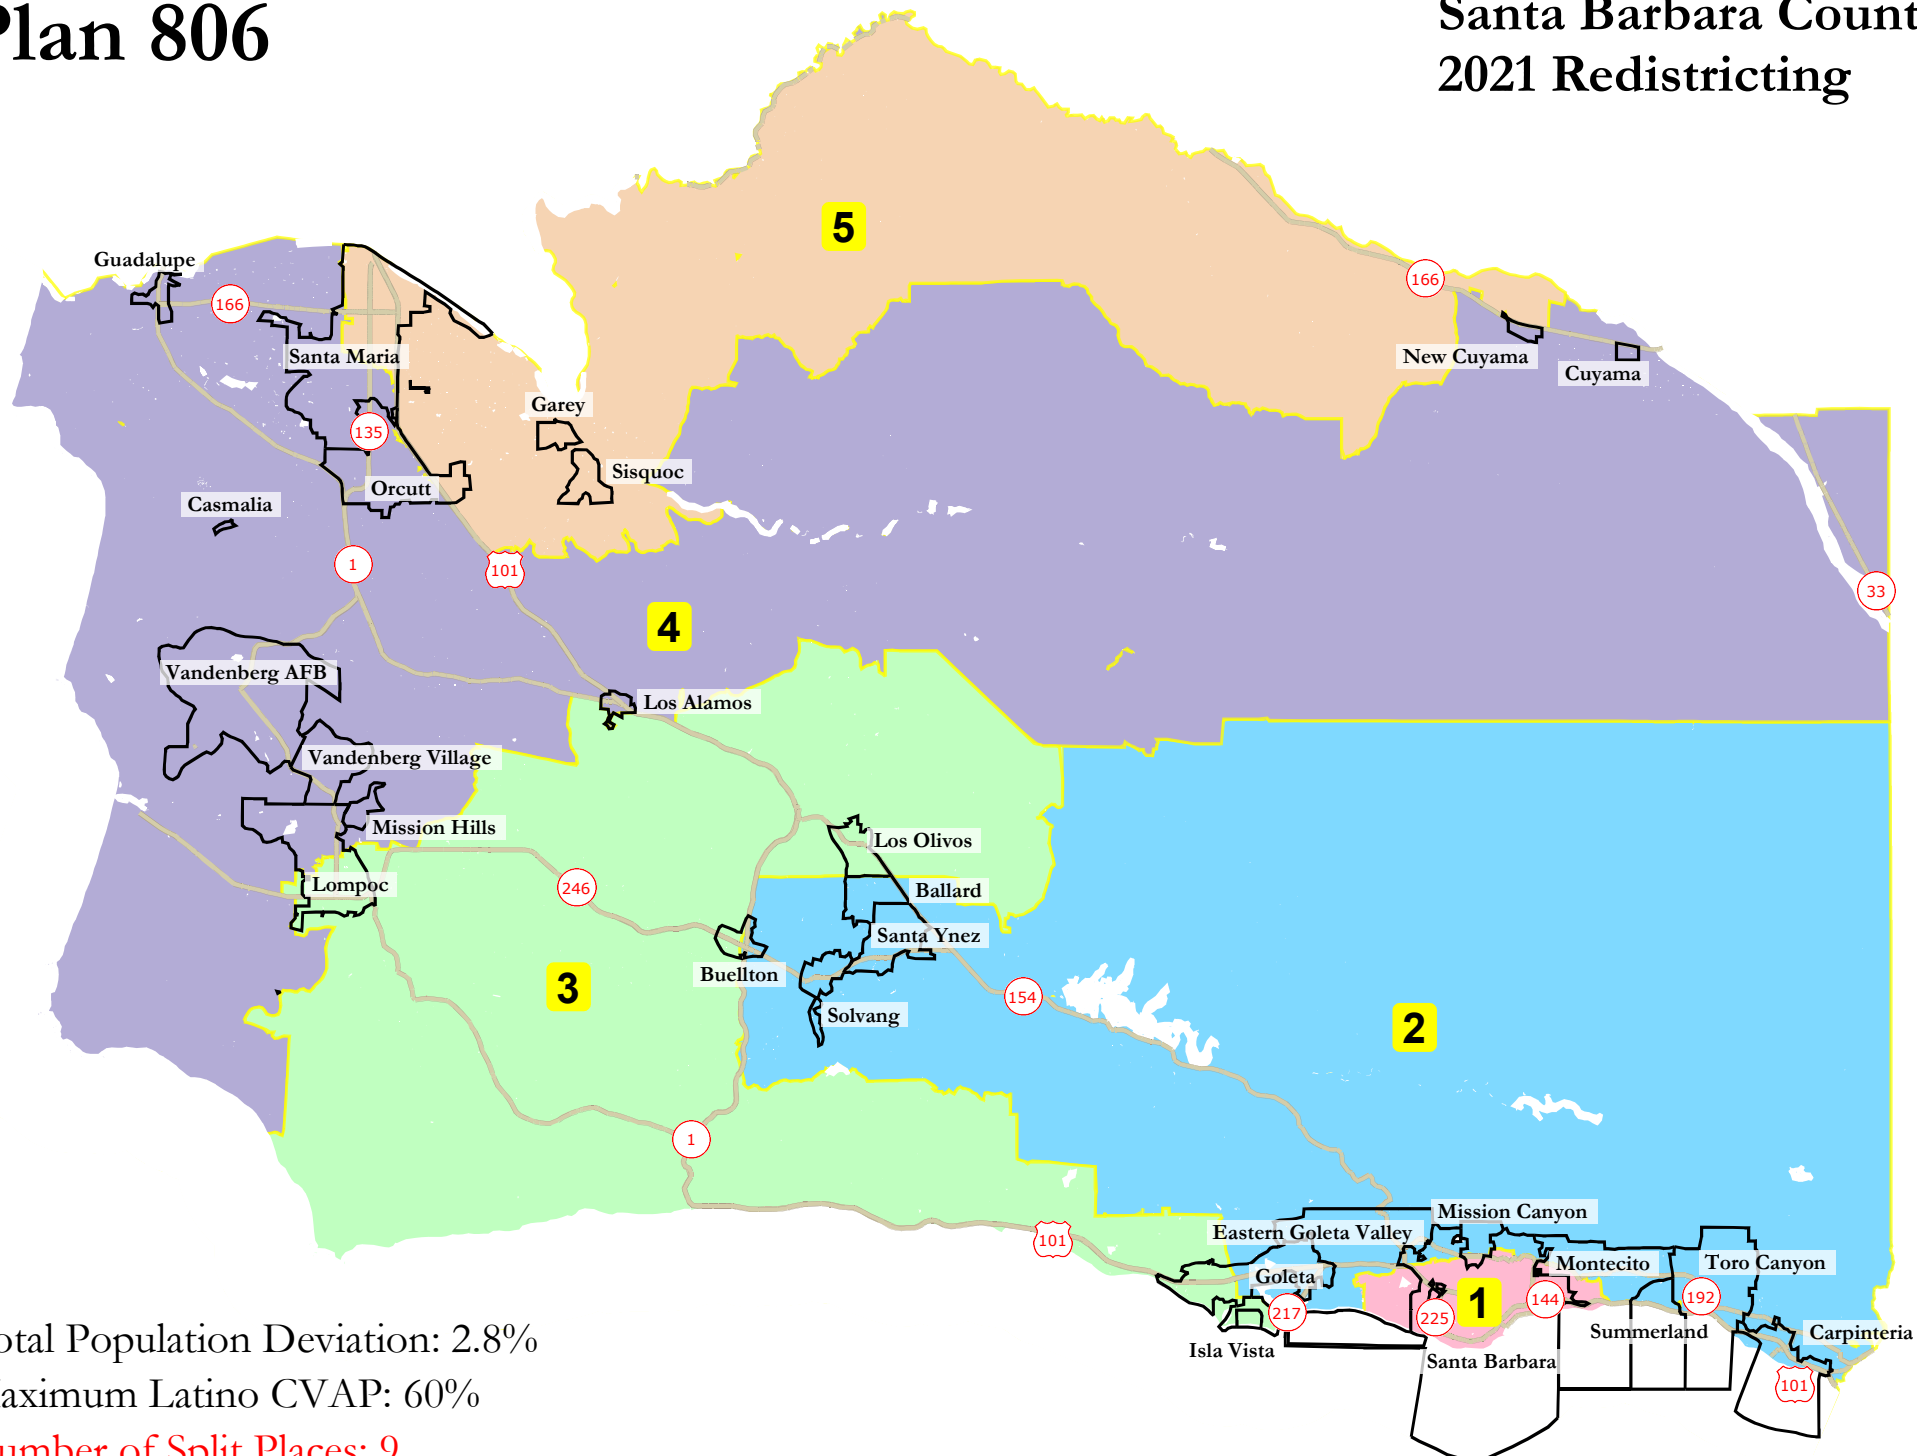 Plan 806
Santa Barbara Count
2021 Redistricting
5
Guadalupe
166
166
Santa Maria
New Cuyama
Cuyama
Garey
135
Sisquoc
Orcutt
Casmalia
1
101
33
4
Vandenberg AFB
Los Alamos
Vandenberg Village
Mission Hills
Los Olivos
Lompoc
246
Ballard
Santa Ynez
Buellton
3
154
Solvang
2
1
Mission Canyon
Eastern Goleta Valley
101
Montecito
Toro Canyon
Goleta
1
144
192
217
225
Summerland
Carpinteria
Isla Vista
Santa Barbara
101
otal Population Deviation: 2.8%
aximum Latino CVAP: 60%
umber of Split Places: 9